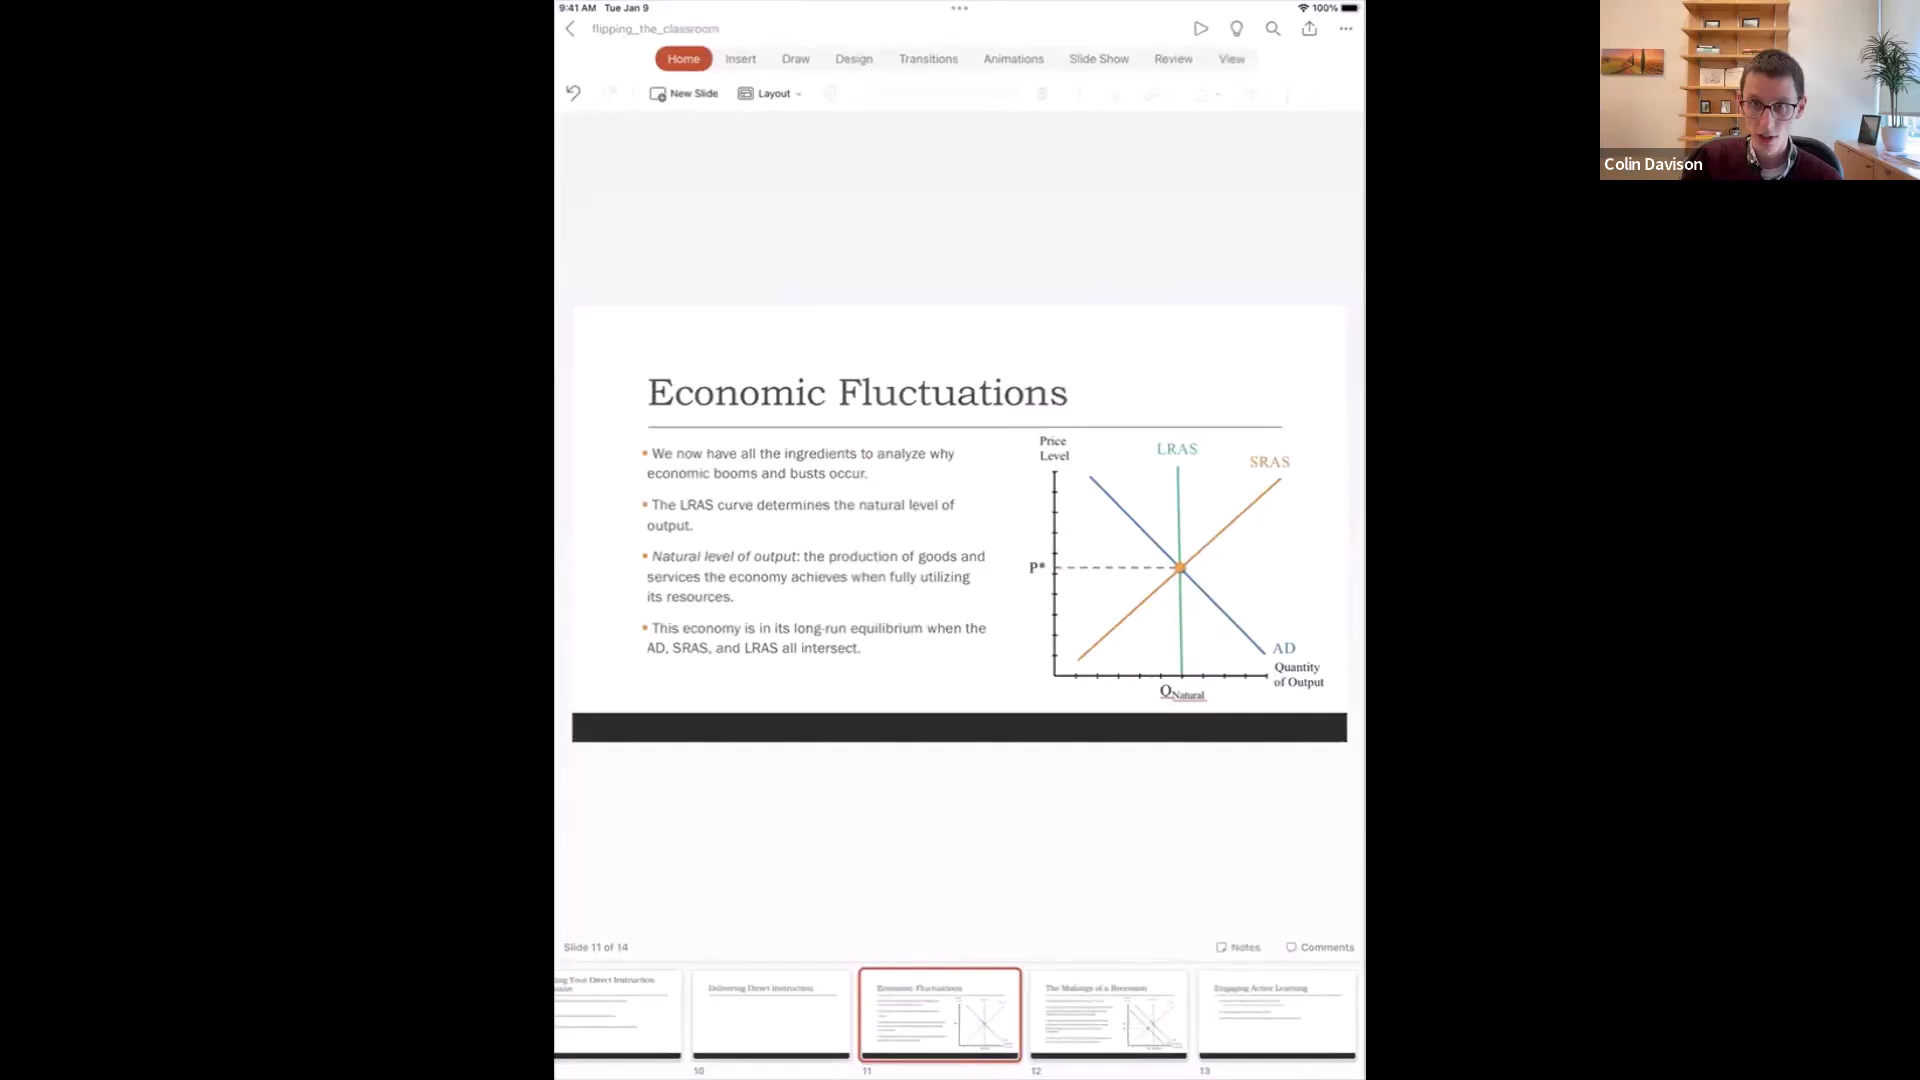 9:41 AM Tue Jan 9
100%
flipping_the_classroom
Home Insert Draw Design Transitions Animations Slide Show Review View
New Slide Layout
Colin Davison
Economic Fluctuations
We now have all the ingredients to analyze why
economic booms and busts occur.
The LRAS curve determines the natural level of
output.
Natural level of output: the production of goods and
services the economy achieves when fully utilizing
its resources.
This economy is in its long-run equilibrium when the
AD, SRAS, and LRAS all intersect.
Price
Level
LRAS
SRAS
P*
AD
Quantity
of Output
QNatural
Slide 11 of 14
Notes Comments
Your Direct Instruction
Delivering Direct Instruction
Economic Fluctuations
The Makings of a Recession
Engaging Active Learning
10
11
12
13